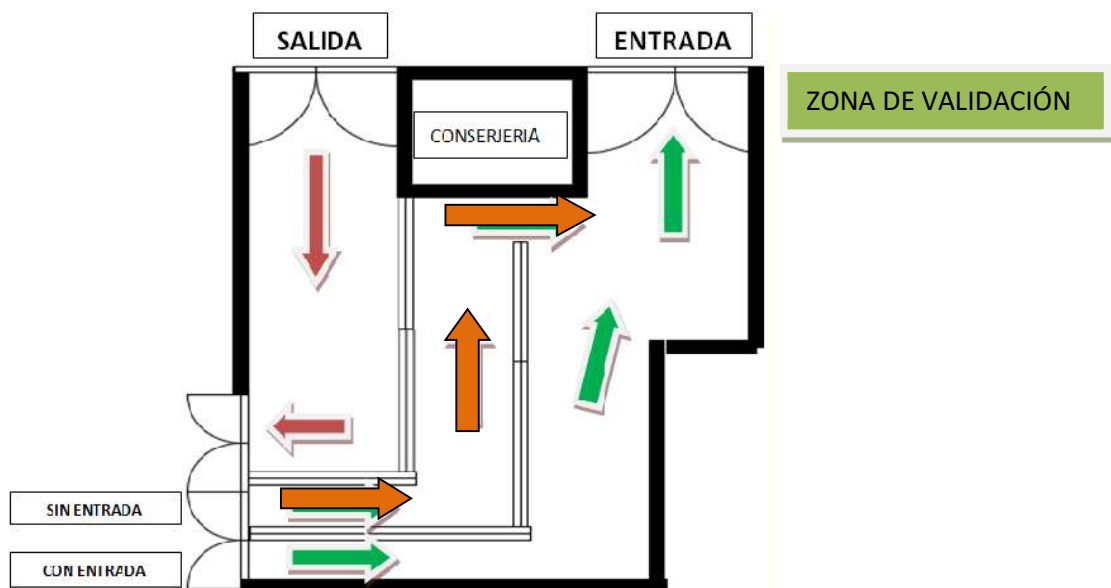 SALIDA
ENTRADA
ZONA DE VALIDACIÓN
CONSERJERIA
SIN ENTRADA
CON ENTRADA